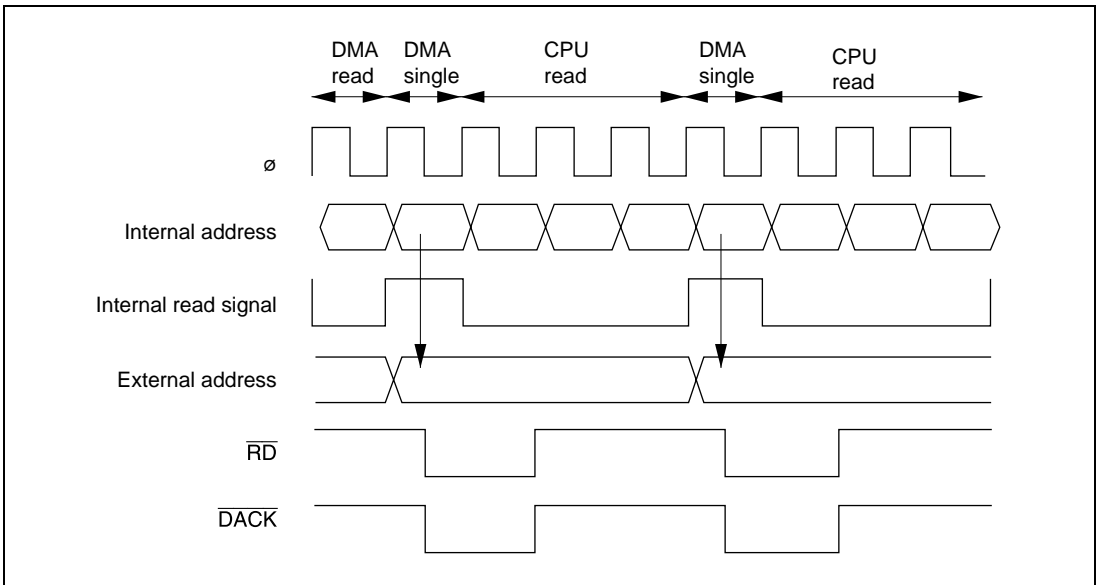 DMA read
DMA single
CPU read
DMA single
CPU read
ø
Internal address
Internal read signal
External address
RD
DACK